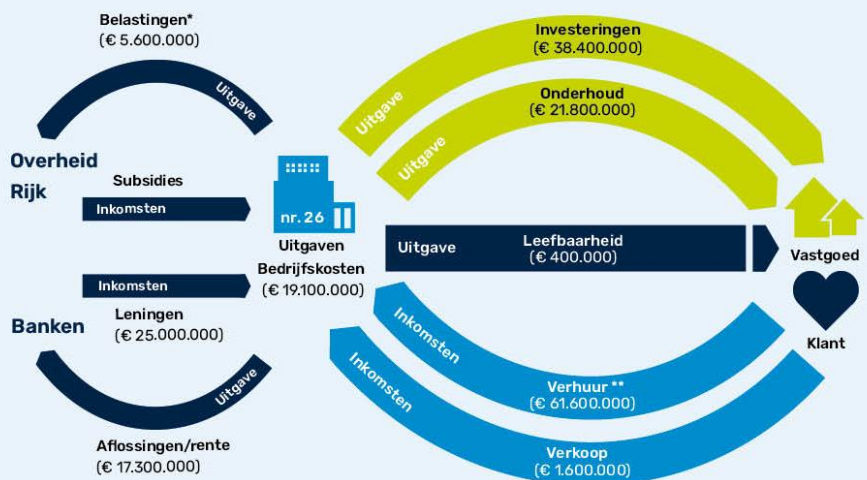 Belastingen*
(€ 5.600.000)
Uitgave
Overheid
Rijk
Subsidies
Inkomsten
nr. 26
Uitgaven
Bedrijfskosten
(€ 19.100.000)
Inkomsten
Leningen
(€ 25.000.000)
Banken
Uitgave
Aflossingen/rente
(€ 17.300.000)
Investeringen
(€ 38.400.000)
Uitgave
Onderhoud
(€ 21.800.000)
Uitgave
Uitgave
Leefbaarheid
(€ 400.000)
Vastgoed
Klant
Inkomsten
Verhuur **
(€ 61.600.000)
Inkomsten
Verkoop
(€ 1.600.000)